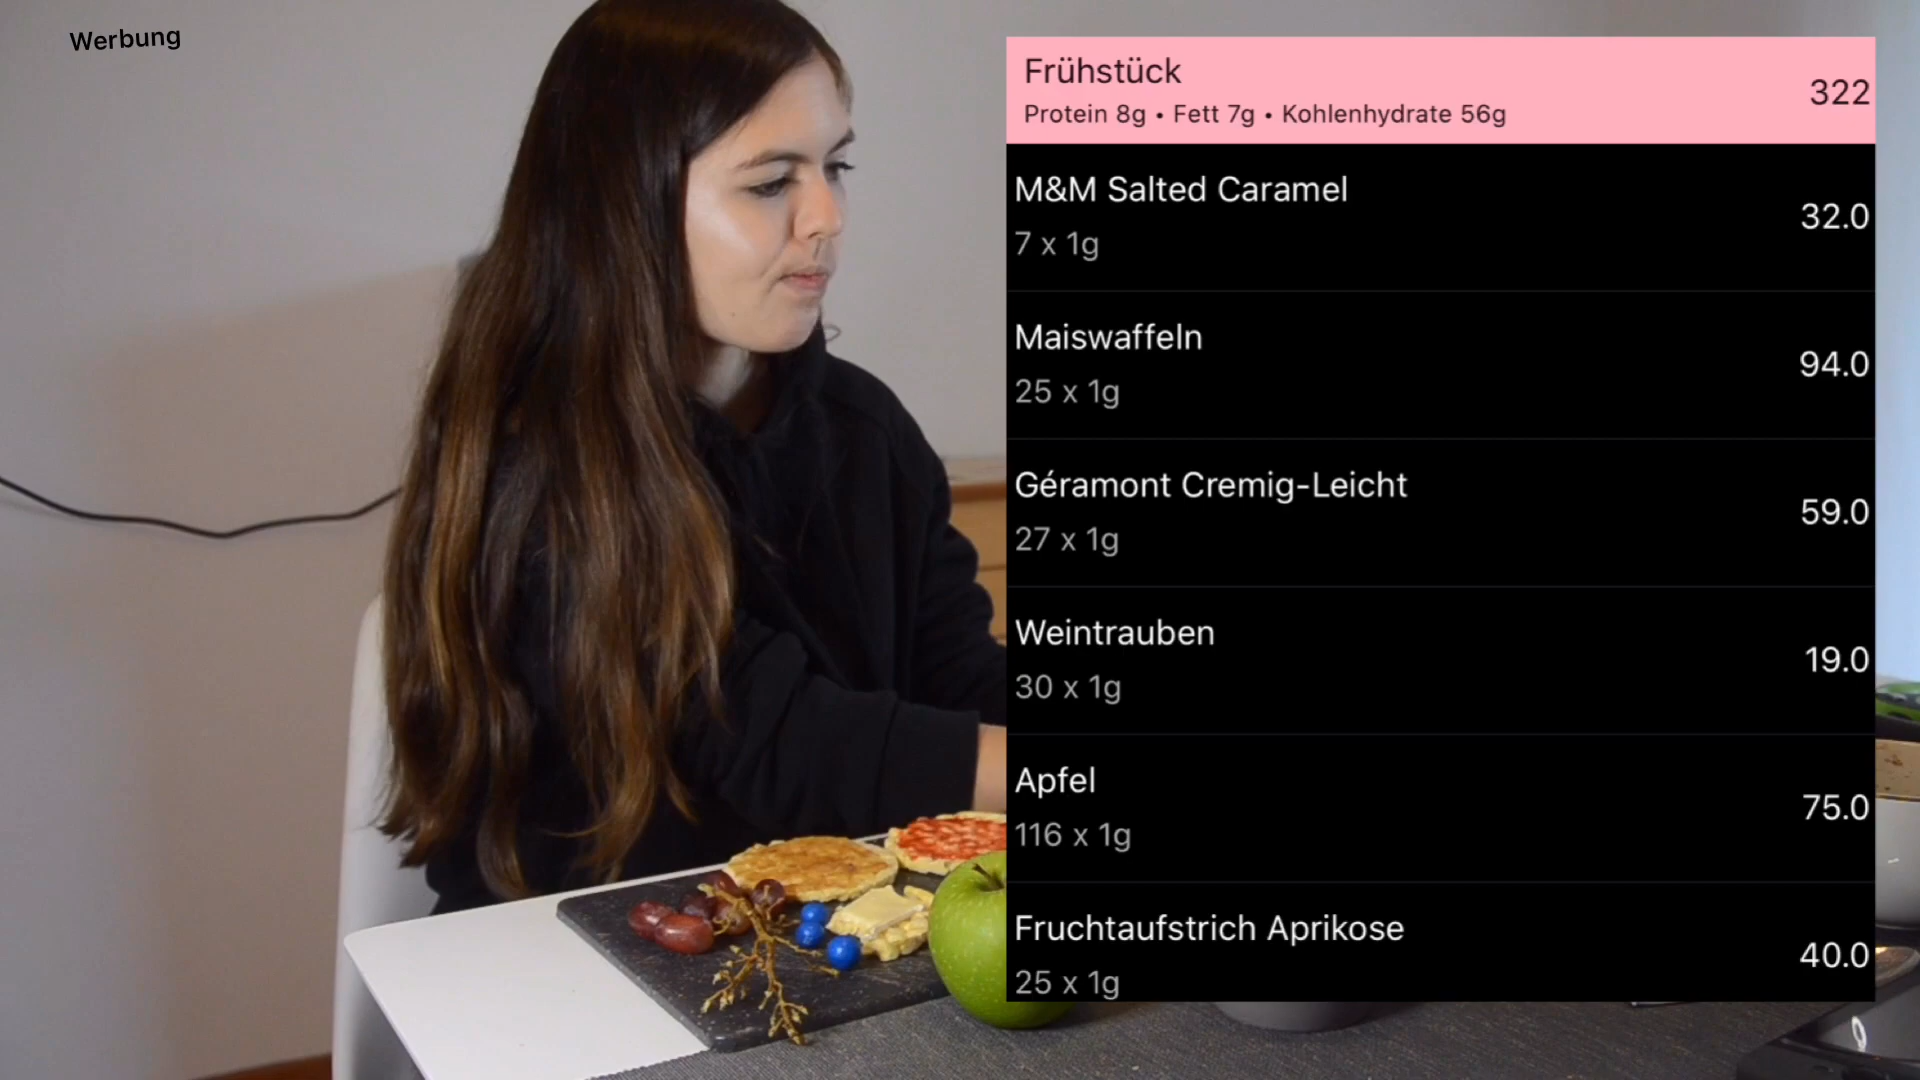 Werbung
Frühstück
322
Protein 8g • Fett 7g • Kohlenhydrate 56g
M&M Salted Caramel
32.0
7 x 1g
Maiswaffeln
94.0
25 x 1g
Géramont Cremig-Leicht
59.0
27 x 1g
Weintrauben
19.0
30 x 1g
Apfel
75.0
116 x 1g
Fruchtaufstrich Aprikose
40.0
25 x 1g